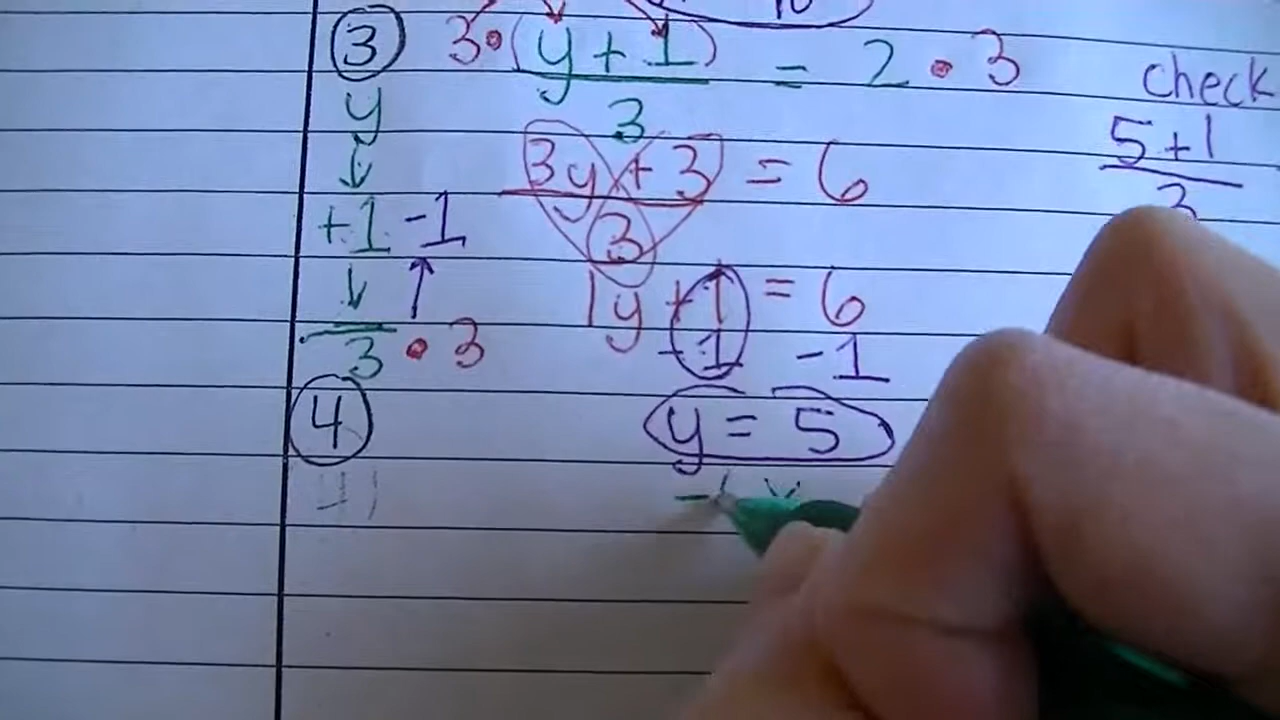 ③ 3•(y+1) = 2•3
3
check
5+1
3
y
↓
+1 -1
↓ ↑
3 • 3
3y+3 = 6
3
1y+1 = 6
-1 -1
y = 5
④
4)